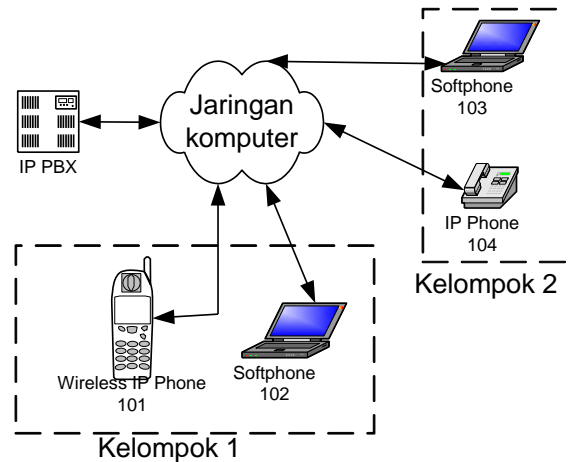 Jaringan
komputer
IP PBX
Softphone
103
IP Phone
104
Kelompok 2
Wireless IP Phone
101
Softphone
102
Kelompok 1